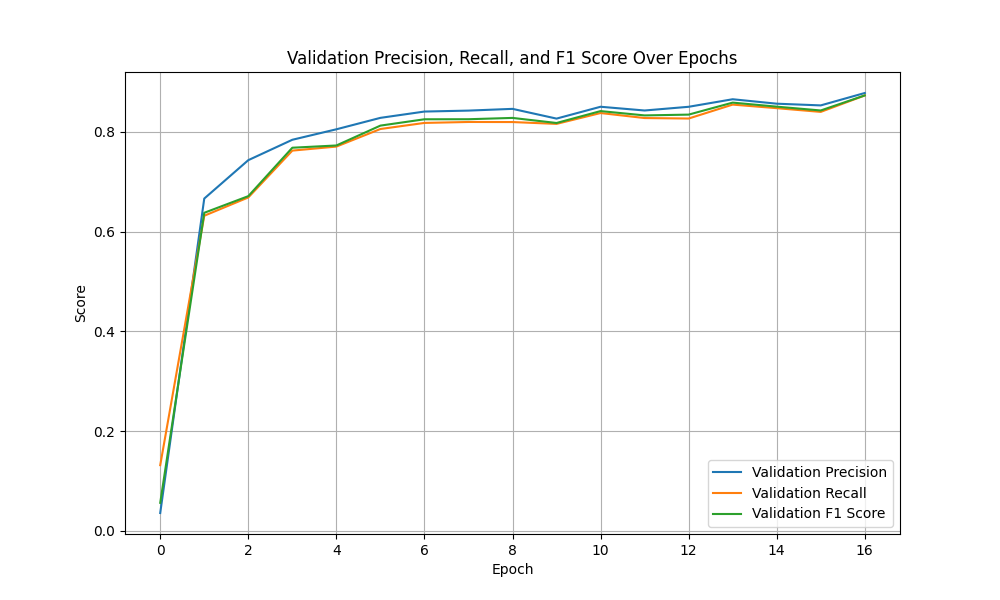 Validation Precision, Recall, and F1 Score Over Epochs
Score
0.8
0.6
0.4
0.2
0.0
Validation Precision
Validation Recall
Validation F1 Score
0 2 4 6 8 10 12 14 16
Epoch